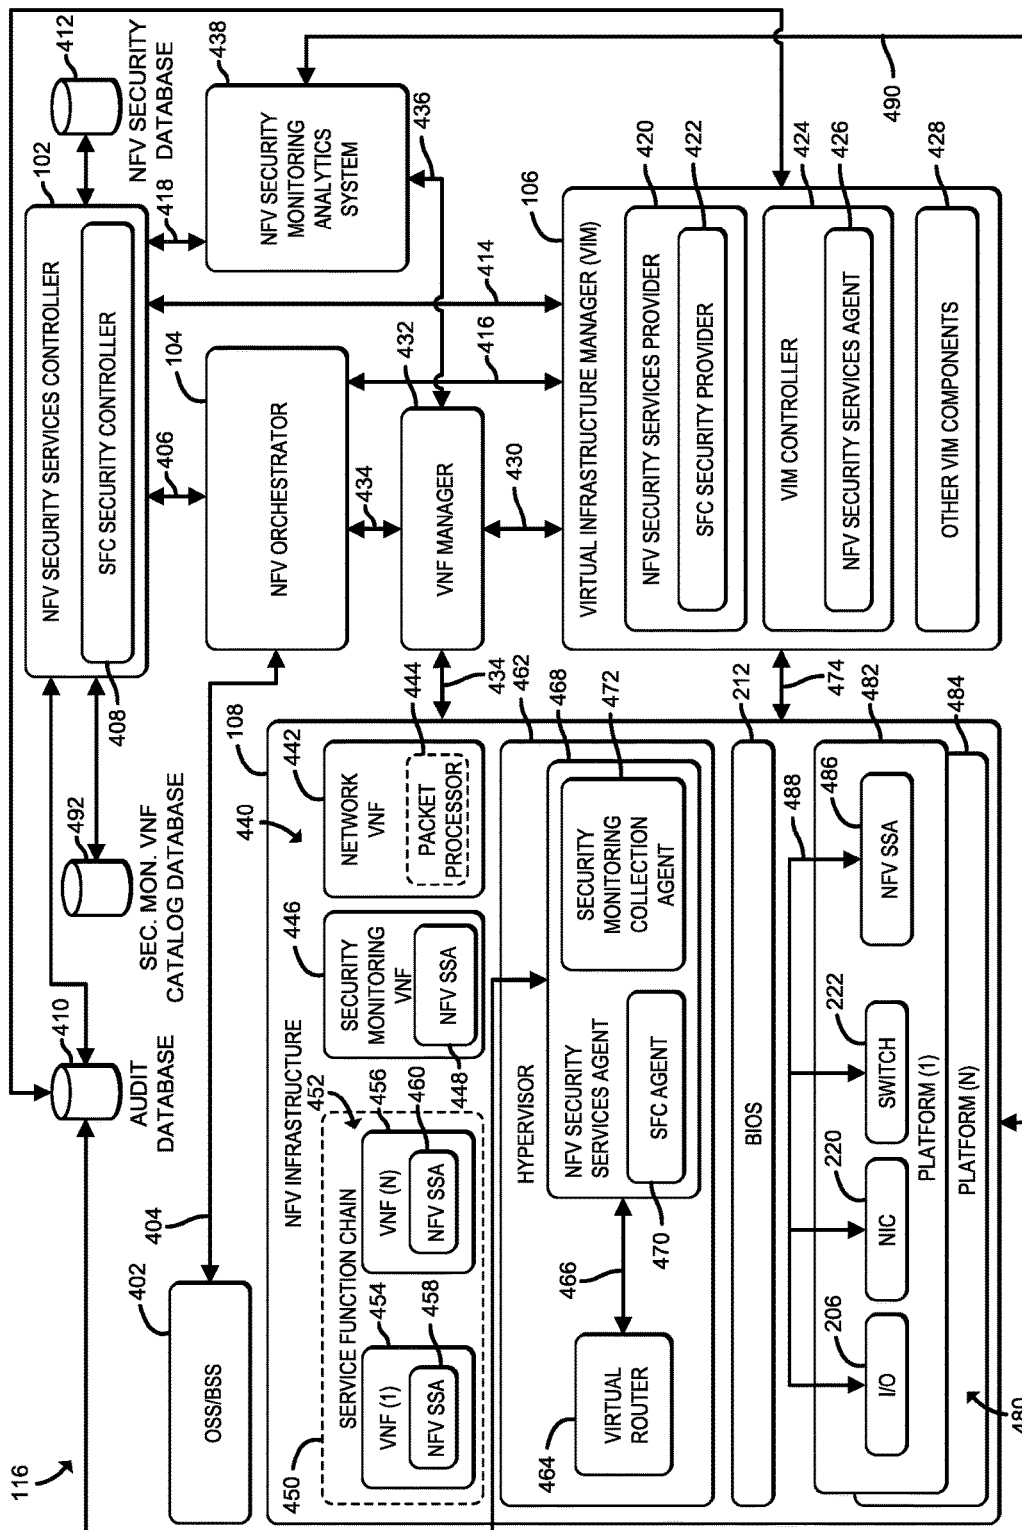 116
402
OSS/BSS
404
410
AUDIT
DATABASE
492
SEC. MON. VNF
CATALOG DATABASE
408
NFV SECURITY SERVICES CONTROLLER
SFC SECURITY CONTROLLER
102
412
NFV SECURITY
DATABASE
406
418
NFV ORCHESTRATOR
104
NFV SECURITY
MONITORING
ANALYTICS
SYSTEM
438
434
414
416
436
VNF MANAGER
432
430
490
VIRTUAL INFRASTRUCTURE MANAGER (VIM)
106
NFV SECURITY SERVICES PROVIDER
420
SFC SECURITY PROVIDER
422
VIM CONTROLLER
424
NFV SECURITY SERVICES AGENT
426
OTHER VIM COMPONENTS
428
108
NFV INFRASTRUCTURE
440
434
450
SERVICE FUNCTION CHAIN
452
VNF (1)
454
NFV SSA
458
VNF (N)
456
NFV SSA
460
SECURITY
MONITORING
VNF
446
NFV SSA
448
NETWORK
VNF
442
PACKET
PROCESSOR
444
HYPERVISOR
462
464
VIRTUAL
ROUTER
466
NFV SECURITY
SERVICES AGENT
468
SFC AGENT
470
SECURITY
MONITORING
COLLECTION
AGENT
472
BIOS
212
474
480
PLATFORM (1)
482
PLATFORM (N)
484
I/O
206
NIC
220
SWITCH
222
NFV SSA
486
488